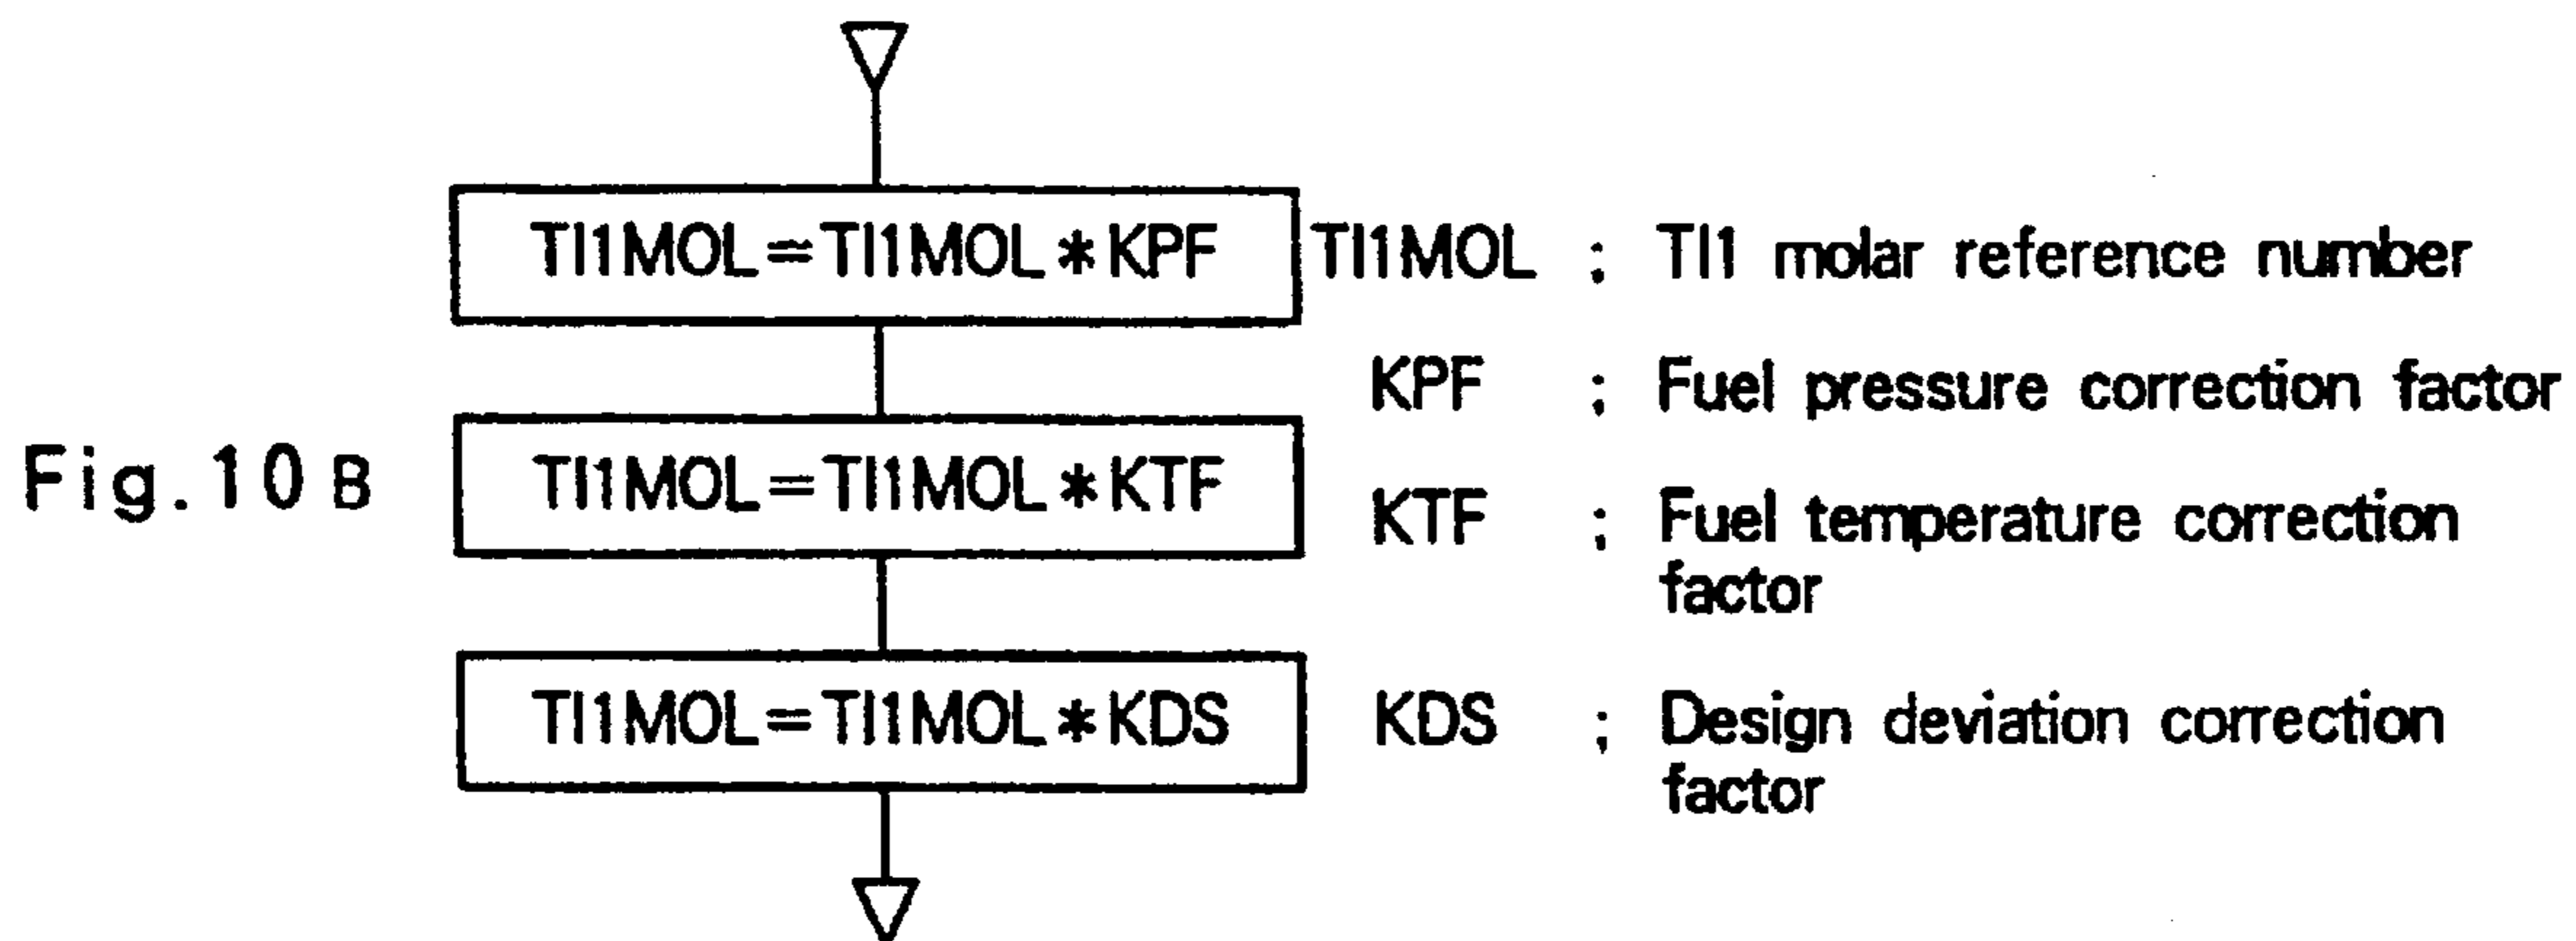 TI1MOL=TI1MOL*KPF TI1MOL ; TI1 molar reference number
KPF ; Fuel pressure correction factor
Fig.10B TI1MOL=TI1MOL*KTF KTF ; Fuel temperature correction
factor
TI1MOL=TI1MOL*KDS KDS ; Design deviation correction
factor